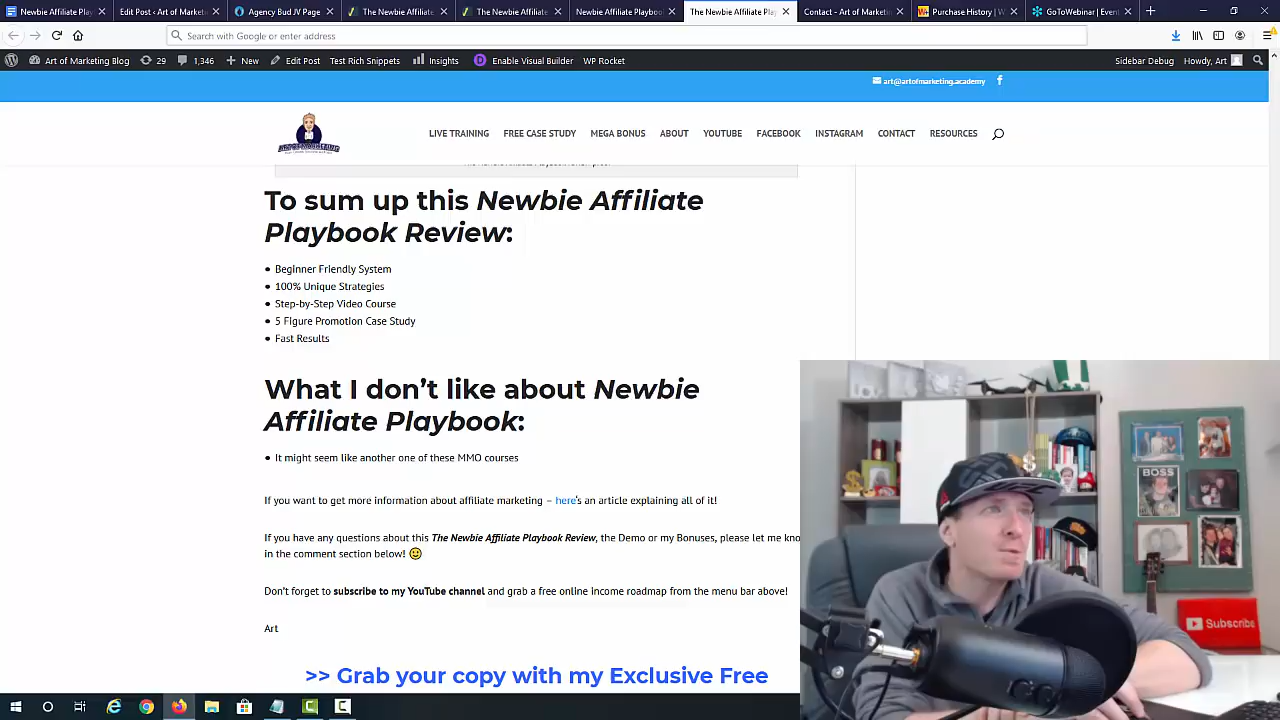 Newbie Affiliate Play
Edit Post ‹ Art of Market
Agency Bud JV Page
The Newbie Affiliate
The Newbie Affiliate
Newbie Affiliate Playboo
The Newbie Affiliate Pla
Contact - Art of Marketin
Purchase History | W
GoToWebinar | Event
Search with Google or enter address
Art of Marketing Blog
29
1,346
New
Edit Post
Test Rich Snippets
Insights
Enable Visual Builder
WP Rocket
Sidebar Debug
Howdy, Art
art@artofmarketing.academy
ART OF MARKETING
LIVE TRAINING
FREE CASE STUDY
MEGA BONUS
ABOUT
YOUTUBE
FACEBOOK
INSTAGRAM
CONTACT
RESOURCES
To sum up this Newbie Affiliate
Playbook Review:
● Beginner Friendly System
● 100% Unique Strategies
● Step-by-Step Video Course
● 5 Figure Promotion Case Study
● Fast Results
What I don’t like about Newbie
Affiliate Playbook:
● It might seem like another one of these MMO courses
If you want to get more information about affiliate marketing – here’s an article explaining all of it!
If you have any questions about this The Newbie Affiliate Playbook Review, the Demo or my Bonuses, please let me kno
in the comment section below! 🙂
Don’t forget to subscribe to my YouTube channel and grab a free online income roadmap from the menu bar above!
Art
>> Grab your copy with my Exclusive Free
BOSS
Subscribe